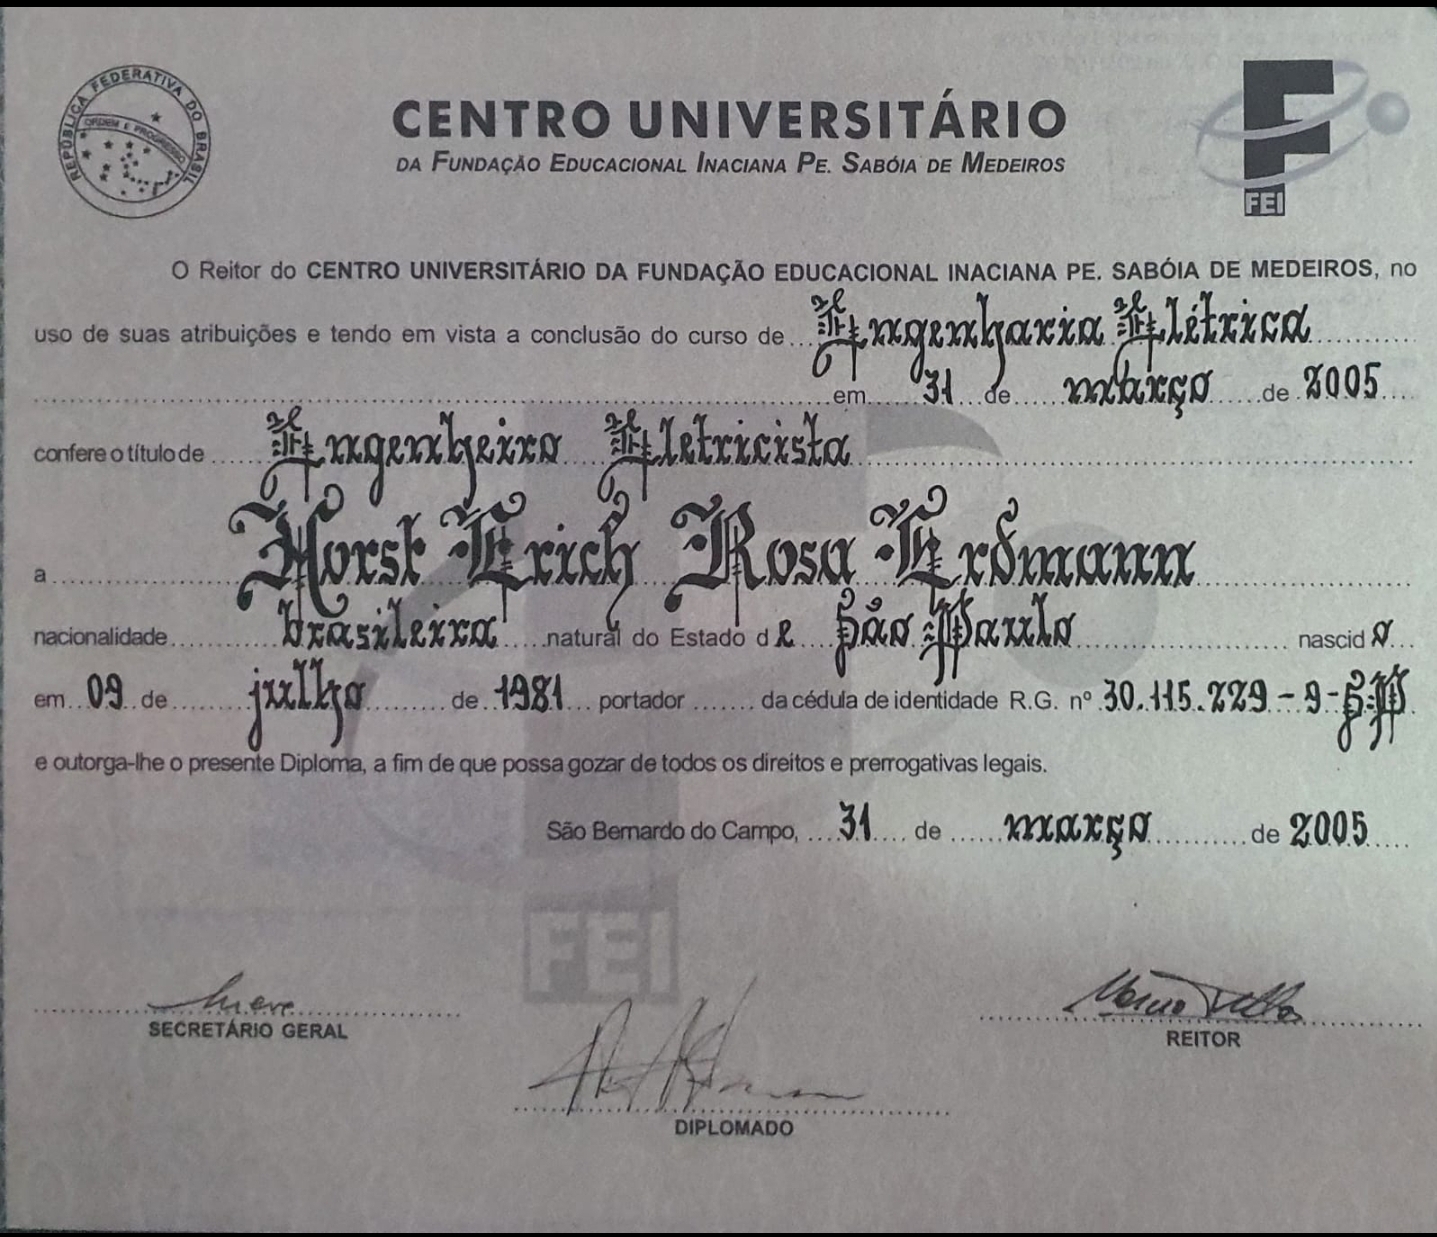 REPÚBLICA FEDERATIVA DO BRASIL
ORDEM E PROGRESSO
CENTRO UNIVERSITÁRIO
DA FUNDAÇÃO EDUCACIONAL INACIANA PE. SABÓIA DE MEDEIROS
FEI
O Reitor do CENTRO UNIVERSITÁRIO DA FUNDAÇÃO EDUCACIONAL INACIANA PE. SABÓIA DE MEDEIROS, no
uso de suas atribuições e tendo em vista a conclusão do curso de Engenharia Elétrica
em 31 de março de 2005
confere o título de Engenheiro Eletricista
a Horst Erich Rosa Erdmann
nacionalidade brasileira natural do Estado de São Paulo nascido
em 09 de julho de 1981 portador da cédula de identidade R.G. nº 30.115.229-9-SP
e outorga-lhe o presente Diploma, a fim de que possa gozar de todos os direitos e prerrogativas legais.
São Bernardo do Campo, 31 de março de 2005
FEI
SECRETÁRIO GERAL
REITOR
DIPLOMADO